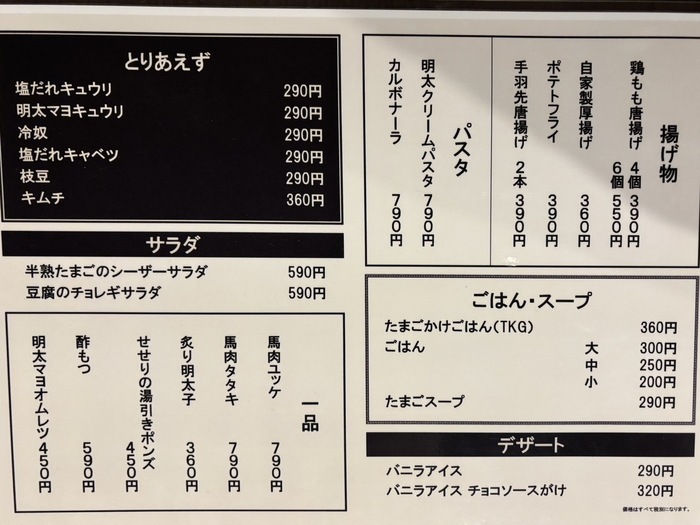 とりあえず
塩だれキュウリ 290円
明太マヨキュウリ 290円
冷奴 290円
塩だれキャベツ 290円
枝豆 290円
キムチ 360円
サラダ
半熟たまごのシーザーサラダ 590円
豆腐のチョレギサラダ 590円
一品
馬肉ユッケ 790円
馬肉タタキ 790円
炙り明太子 360円
せせりの湯引きポンズ 450円
酢もつ 590円
明太マヨオムレツ 450円
揚げ物
鶏もも唐揚げ 4個 390円
6個 550円
自家製厚揚げ 360円
ポテトフライ 390円
手羽先唐揚げ 2本 390円
パスタ
明太クリームパスタ 790円
カルボナーラ 790円
ごはん・スープ
たまごかけごはん(TKG) 360円
ごはん 大 300円
中 250円
小 200円
たまごスープ 290円
デザート
バニラアイス 290円
バニラアイス チョコソースがけ 320円
価格はすべて税別になります。